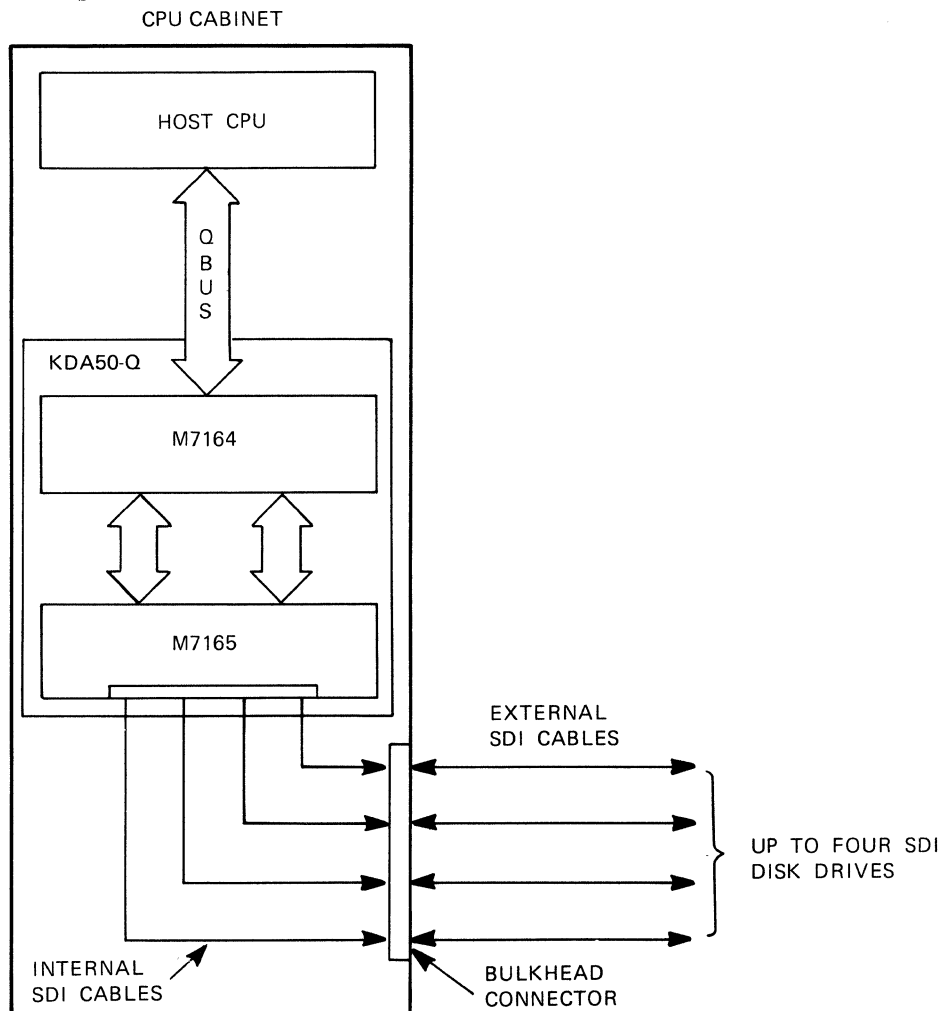 CPU CABINET
HOST CPU
Q
B
U
S
KDA50-Q
M7164
M7165
EXTERNAL
SDI CABLES
UP TO FOUR SDI
DISK DRIVES
INTERNAL
SDI CABLES
BULKHEAD
CONNECTOR